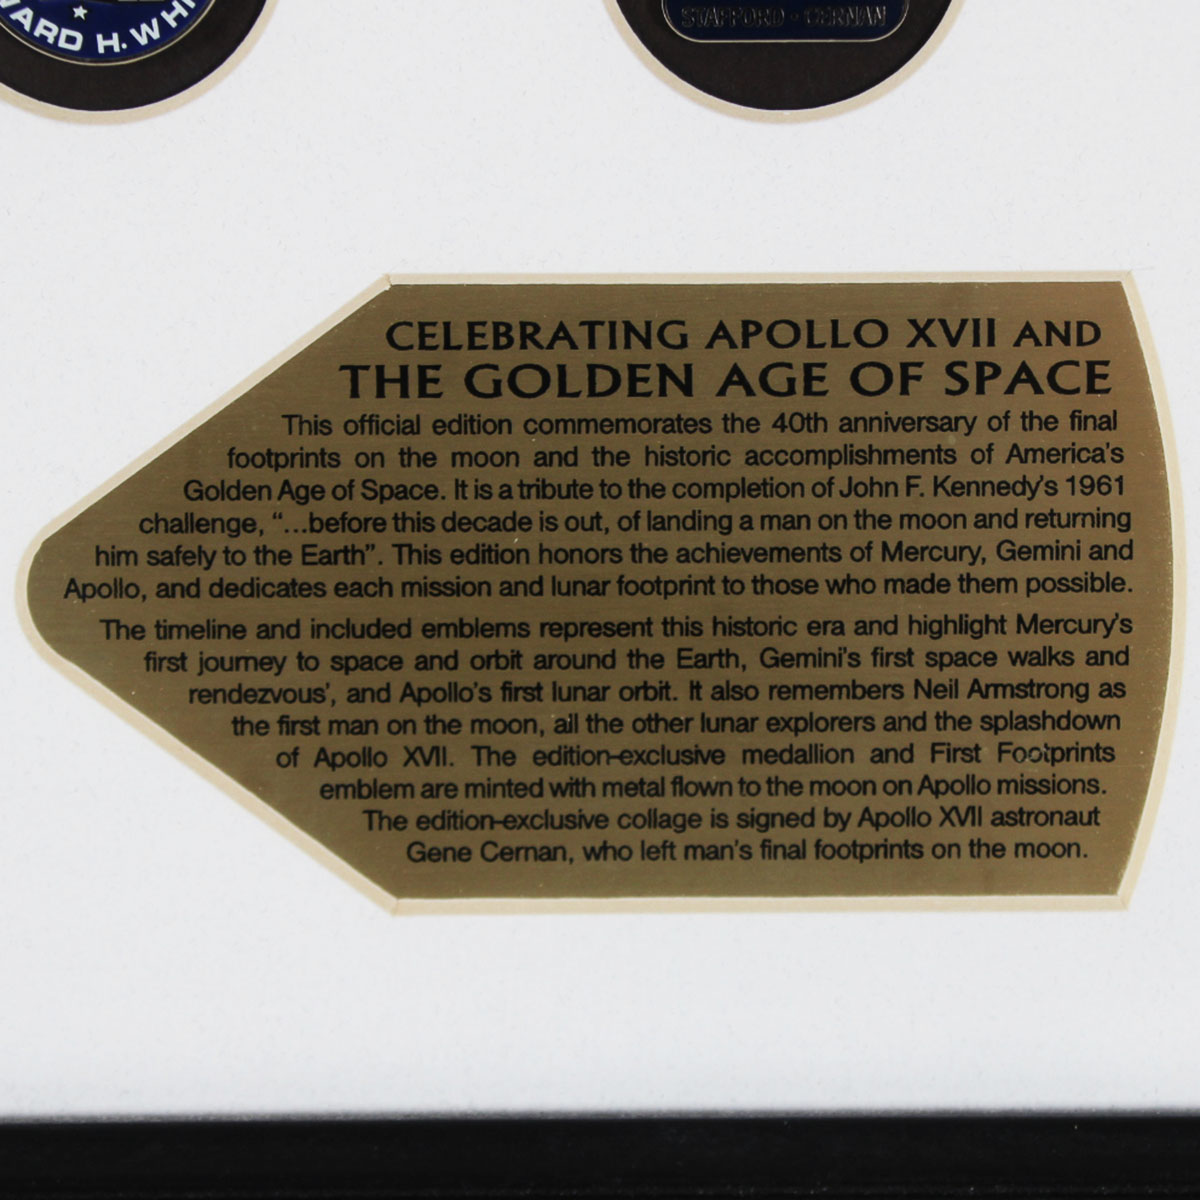 WARD H. WHI
STAFFORD · CERNAN
CELEBRATING APOLLO XVII AND
THE GOLDEN AGE OF SPACE
This official edition commemorates the 40th anniversary of the final
footprints on the moon and the historic accomplishments of America's
Golden Age of Space. It is a tribute to the completion of John F. Kennedy's 1961
challenge, “...before this decade is out, of landing a man on the moon and returning
him safely to the Earth”. This edition honors the achievements of Mercury, Gemini and
Apollo, and dedicates each mission and lunar footprint to those who made them possible.
The timeline and included emblems represent this historic era and highlight Mercury's
first journey to space and orbit around the Earth, Gemini's first space walks and
rendezvous', and Apollo's first lunar orbit. It also remembers Neil Armstrong as
the first man on the moon, all the other lunar explorers and the splashdown
of Apollo XVII. The edition-exclusive medallion and First Footprints
emblem are minted with metal flown to the moon on Apollo missions.
The edition-exclusive collage is signed by Apollo XVII astronaut
Gene Cernan, who left man's final footprints on the moon.